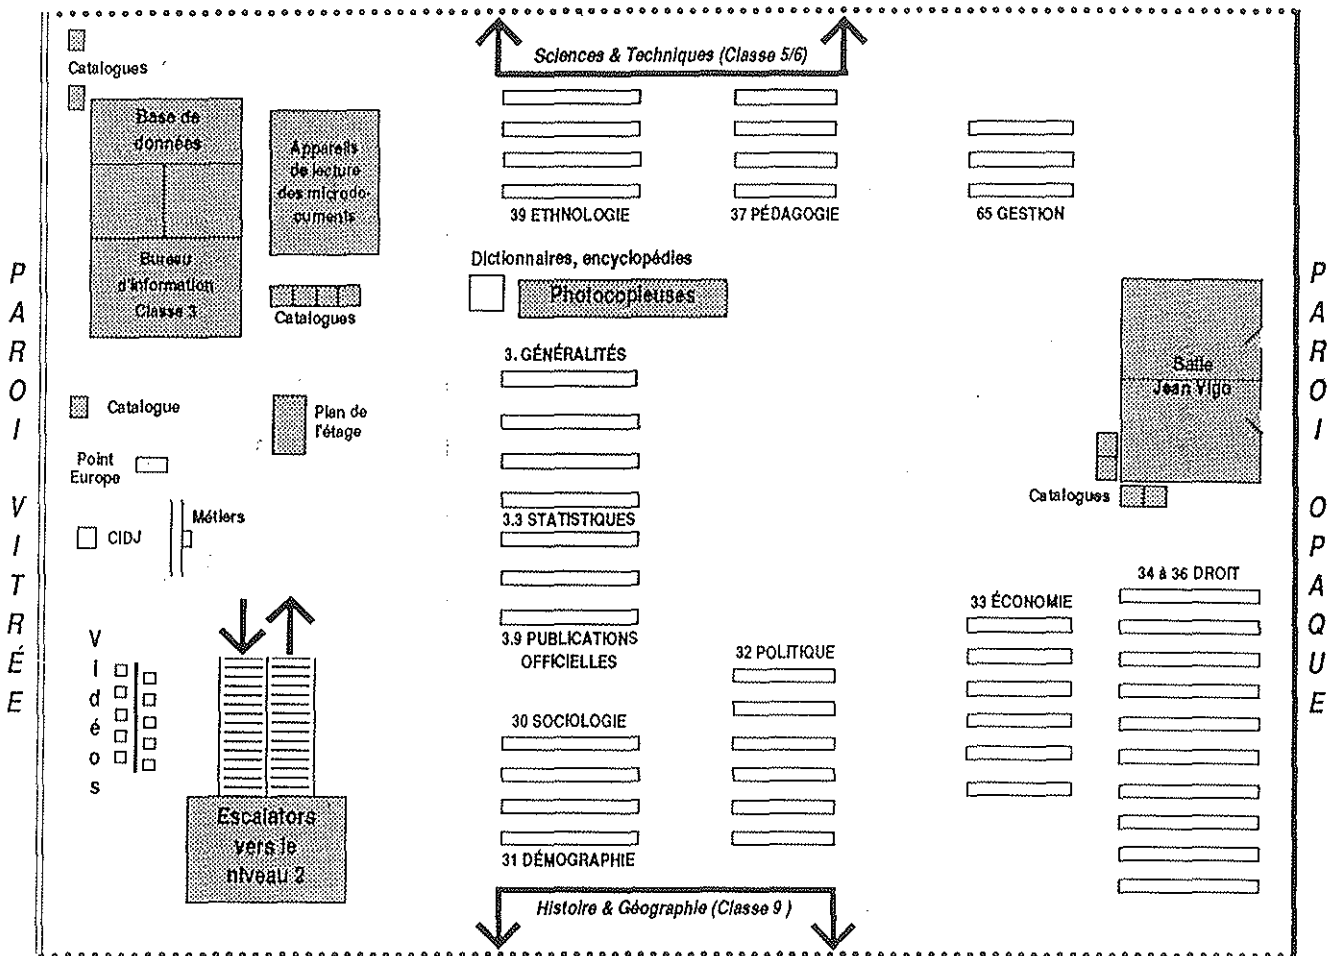 Sciences & Techniques (Classe 5/6)
Catalogues
Base de
données
Appareils
de lecture
des microdo-
cuments
39 ETHNOLOGIE
37 PÉDAGOGIE
65 GESTION
Bureau
d'information
Classe 3
Catalogues
Dictionnaires, encyclopédies
Photocopieuses
PAROI VITRÉE
PAROI OPAQUE
3. GÉNÉRALITÉS
Salle
Jean Vigo
Catalogue
Plan de
l'étage
Point
Europe
Métiers
CIDJ
3.3 STATISTIQUES
Catalogues
34 à 36 DROIT
33 ÉCONOMIE
3.9 PUBLICATIONS
OFFICIELLES
32 POLITIQUE
Vidéos
30 SOCIOLOGIE
Escalators
vers le
niveau 2
31 DÉMOGRAPHIE
Histoire & Géographie (Classe 9 )